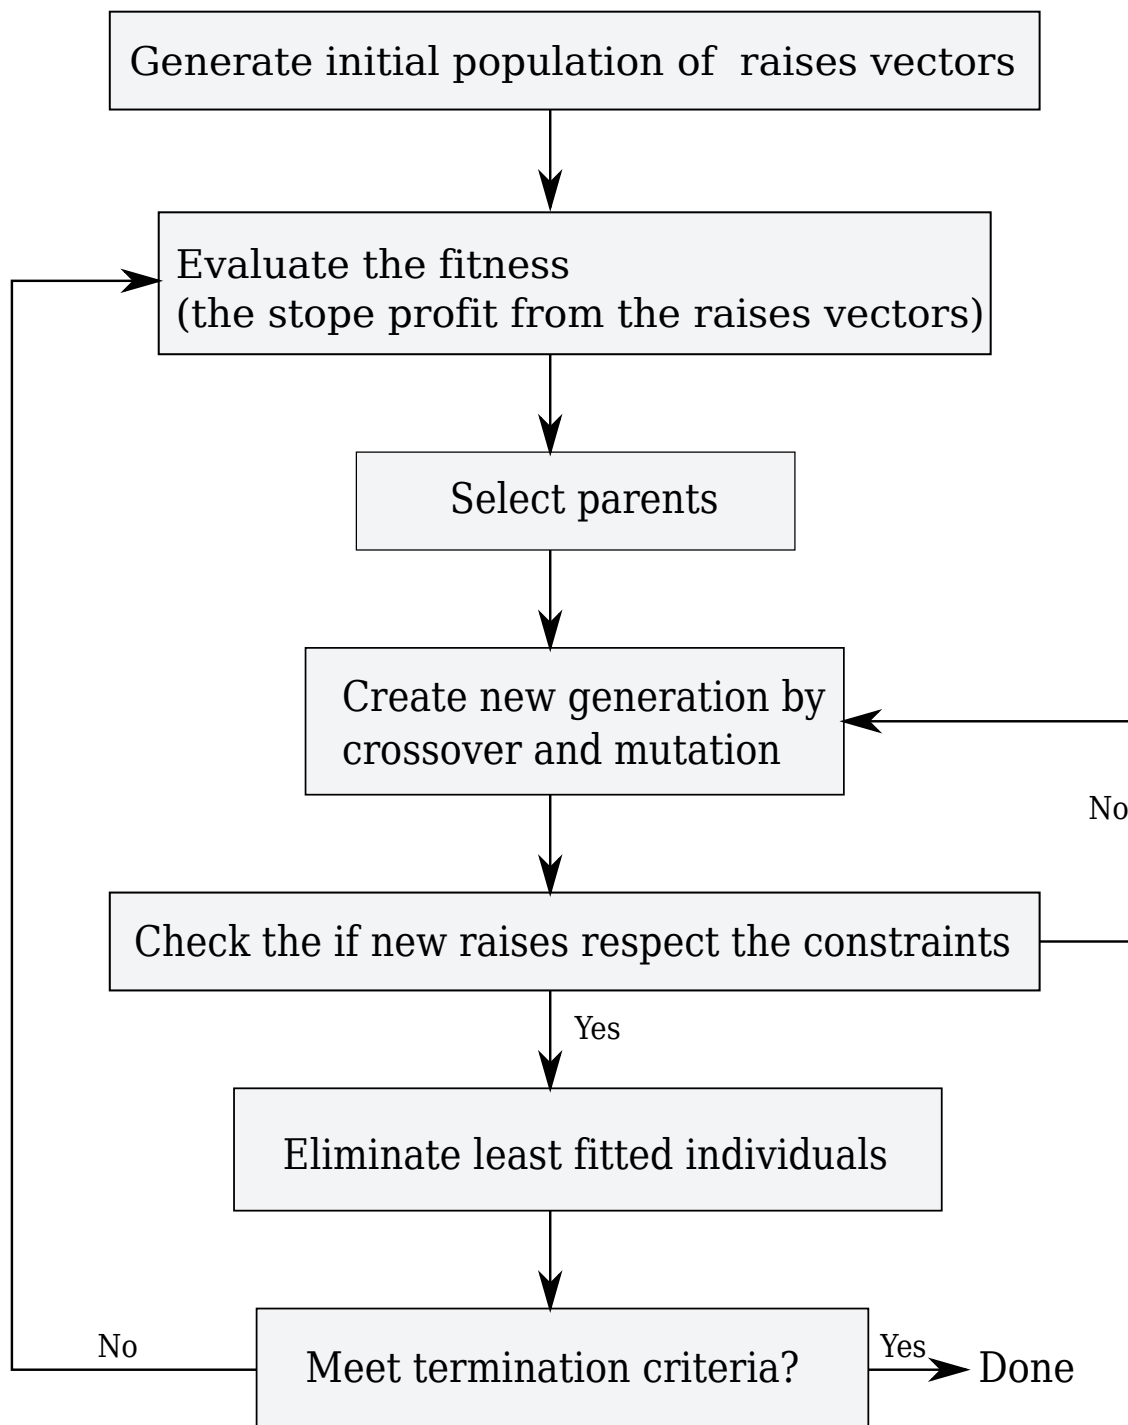 Generate initial population of  raises vectors
Evaluate the fitness
(the stope profit from the raises vectors)
Select parents
Create new generation by
crossover and mutation
No
Check the if new raises respect the constraints
Yes
Eliminate least fitted individuals
No
Meet termination criteria?
Yes
Done